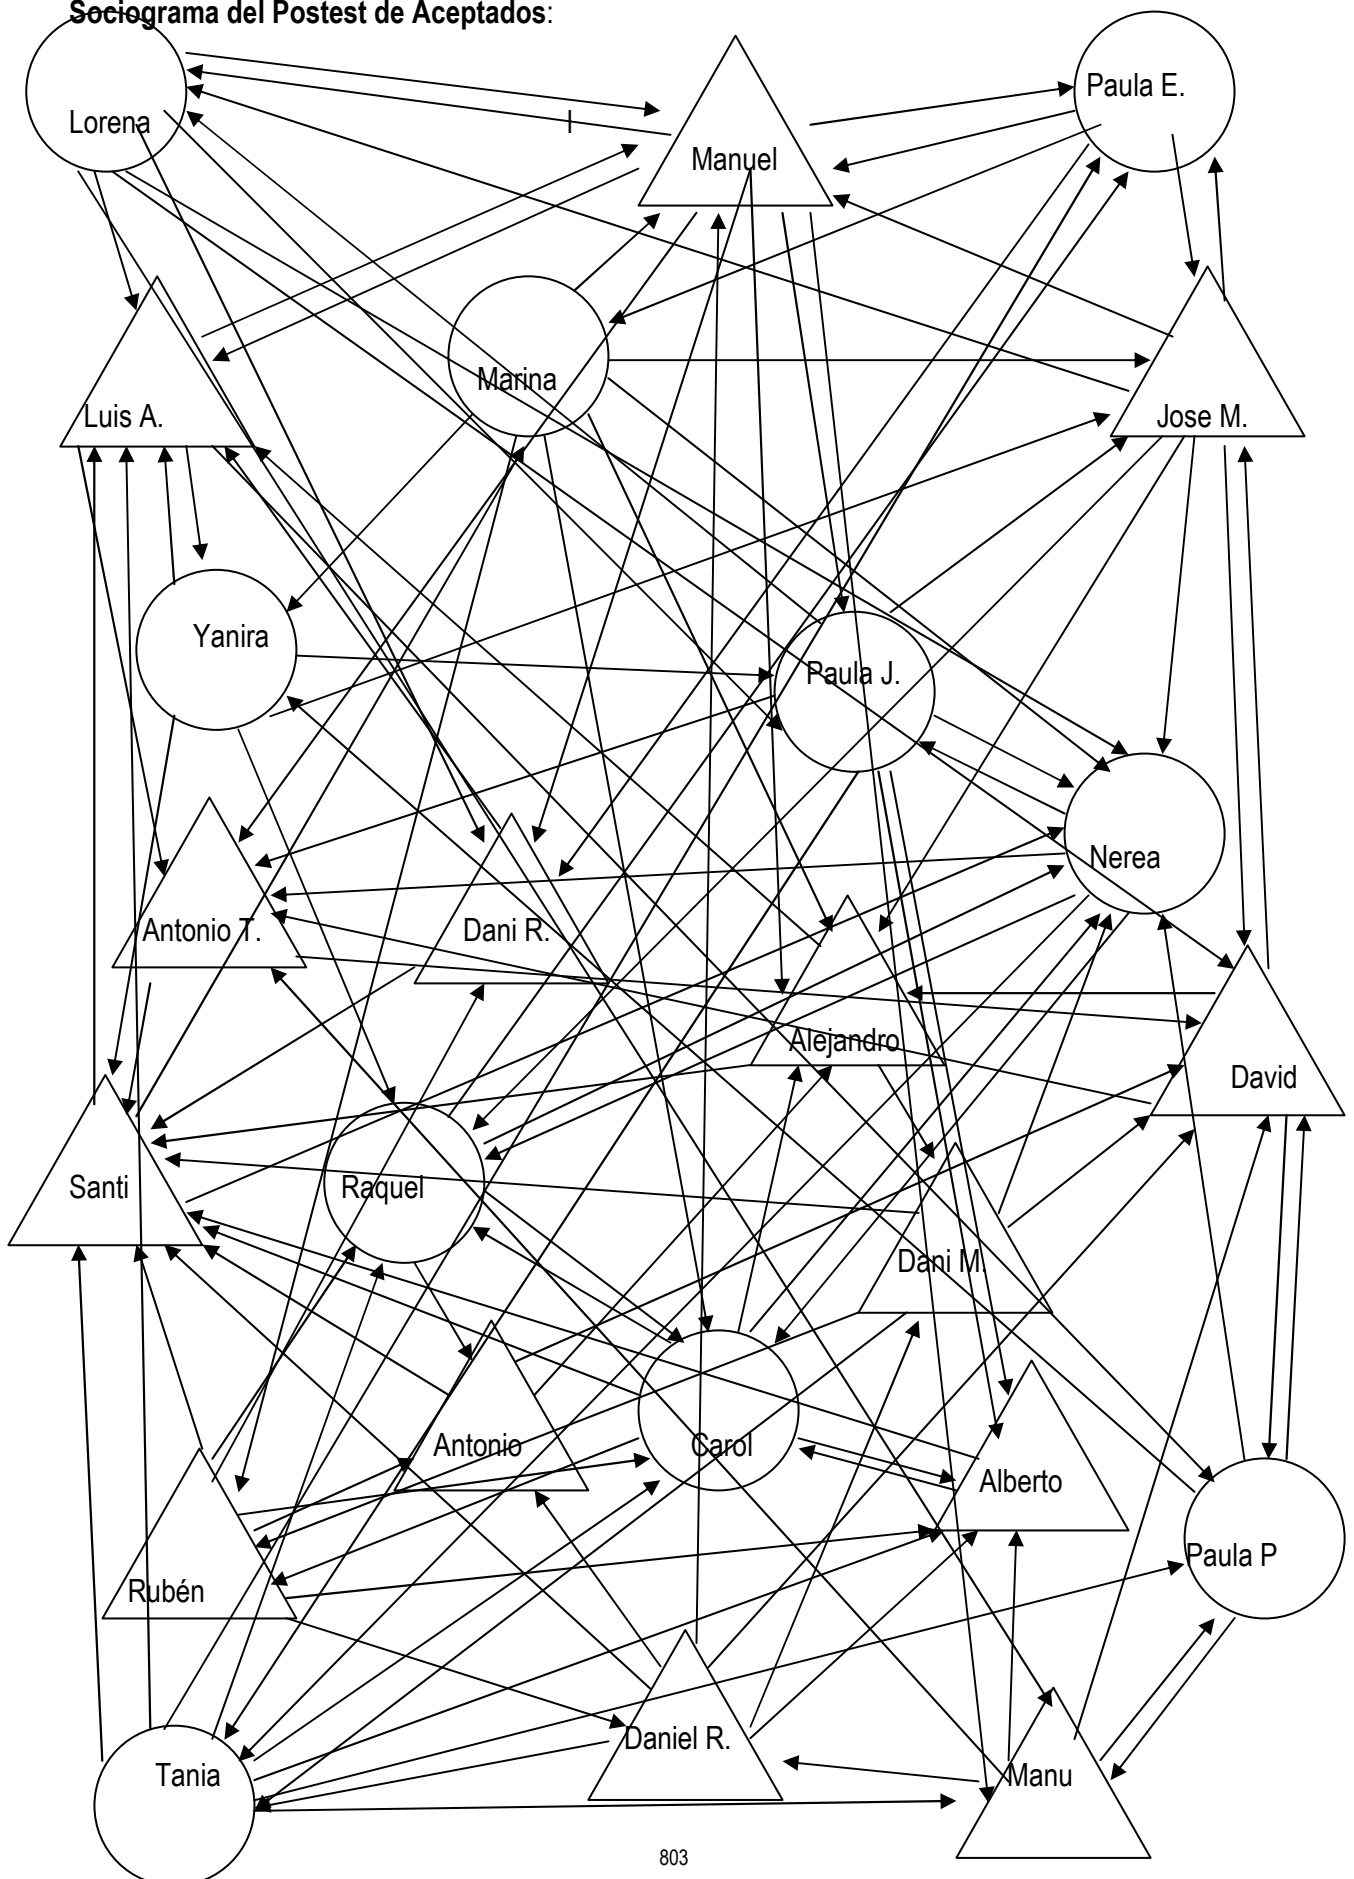 Sociograma del Postest de Aceptados:
Paula E.
Lorena
I
Manuel
Marina
Luis A.
Jose M.
Yanira
Paula J.
Nerea
Antonio T.
Dani R.
Alejandro
David
Santi
Raquel
Dani M.
Antonio
Carol
Alberto
Paula P
Rubén
Daniel R.
Tania
Manu
803